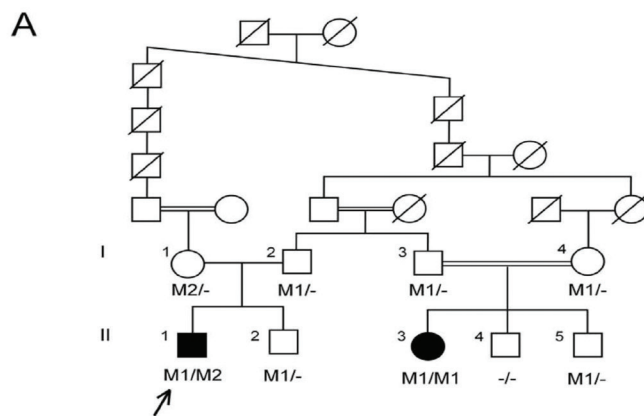 A
I 1 2 3 4
M2/- M1/- M1/- M1/-
II 1 2 3 4 5
M1/M2 M1/- M1/M1 -/- M1/-